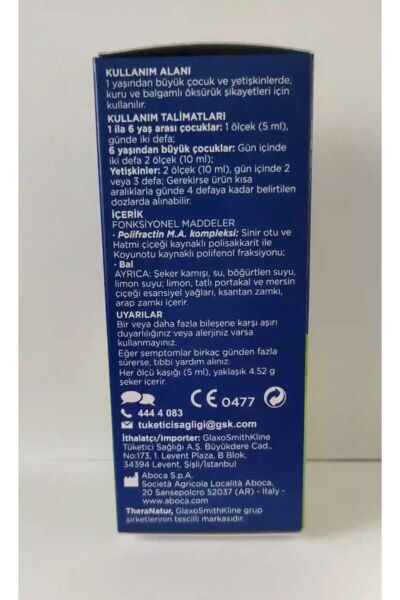 KULLANIM ALANI
1 yaşından büyük çocuk ve yetişkinlerde,
kuru ve balgamlı öksürük şikayetleri için
kullanılır.
KULLANIM TALİMATLARI
1 ila 6 yaş arası çocuklar: 1 ölçek (5 ml),
günde iki defa;
6 yaşından büyük çocuklar: Gün içinde
iki defa 2 ölçek (10 ml);
Yetişkinler: 2 ölçek (10 ml), gün içinde 2
veya 3 defa; Gerekirse ürün kısa
aralıklarla günde 4 defaya kadar belirtilen
dozlarda alınabilir.
İÇERİK
FONKSİYONEL MADDELER
· Polifractin M.A. kompleksi: Sinir otu ve
Hatmi çiçeği kaynaklı polisakkarit ile
Koyunotu kaynaklı polifenol fraksiyonu;
· Bal
AYRICA: Şeker kamışı, su, böğürtlen suyu,
limon suyu; limon, tatlı portakal ve mersin
çiçeği esansiyel yağları, ksantan zamkı,
arap zamkı içerir.
UYARILAR
Bir veya daha fazla bileşene karşı aşırı
duyarlılığınız veya alerjiniz varsa
kullanmayınız.
Eğer semptomlar birkaç günden fazla
sürerse, tıbbi yardım alınız.
Her ölçü kaşığı (5 ml), yaklaşık 4.52 g
şeker içerir.
CE 0477
444 4 083
tuketicisagligi@gsk.com
İthalatçı/Importer: GlaxoSmithKline
Tüketici Sağlığı A.Ş. Büyükdere Cad.,
No:173, 1. Levent Plaza, B Blok,
34394 Levent, Şişli/İstanbul
Aboca S.p.A.
Società Agricola Località Aboca,
20 Sansepolcro 52037 (AR) - Italy -
www.aboca.com
TheraNatur, GlaxoSmithKline grup
şirketlerinin tescilli markasıdır.